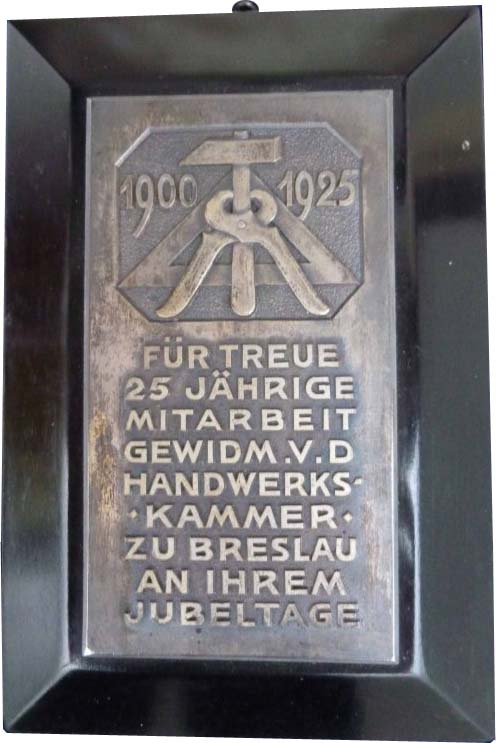 1900 1925
FÜR TREUE
25 JÄHRIGE
MITARBEIT
GEWIDM.V.D
HANDWERKS-
·KAMMER·
ZU BRESLAU
AN IHREM
JUBELTAGE